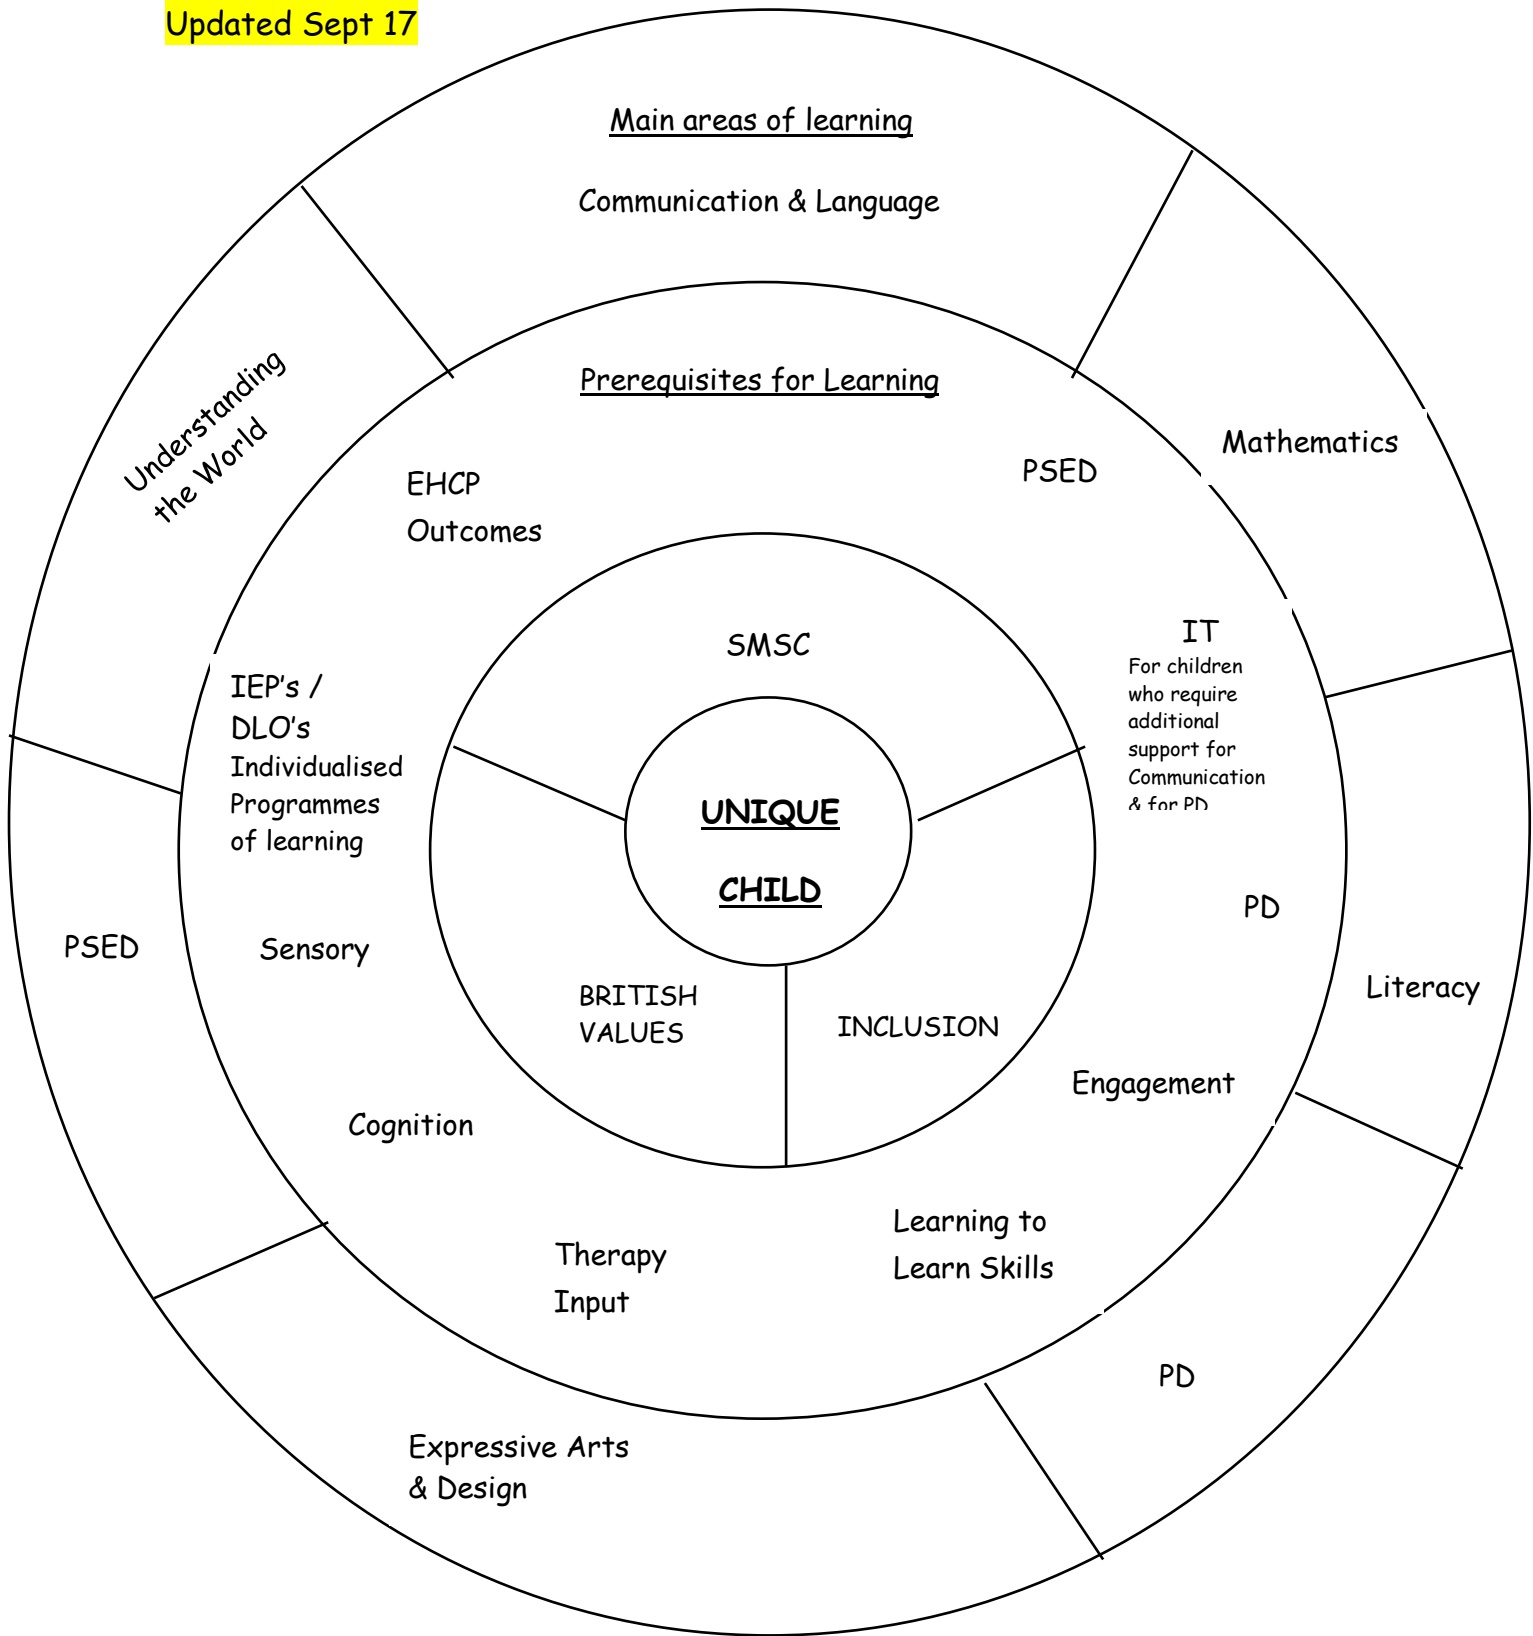 Updated Sept 17
Main areas of learning
Communication & Language
Understanding
the World
Mathematics
Prerequisites for Learning
EHCP
Outcomes
PSED
SMSC
IT
For children
who require
additional
support for
Communication
& for PD
IEP's /
DLO's
Individualised
Programmes
of learning
UNIQUE
CHILD
PD
PSED
Sensory
Literacy
BRITISH
VALUES
INCLUSION
Engagement
Cognition
Learning to
Learn Skills
Therapy
Input
PD
Expressive Arts
& Design